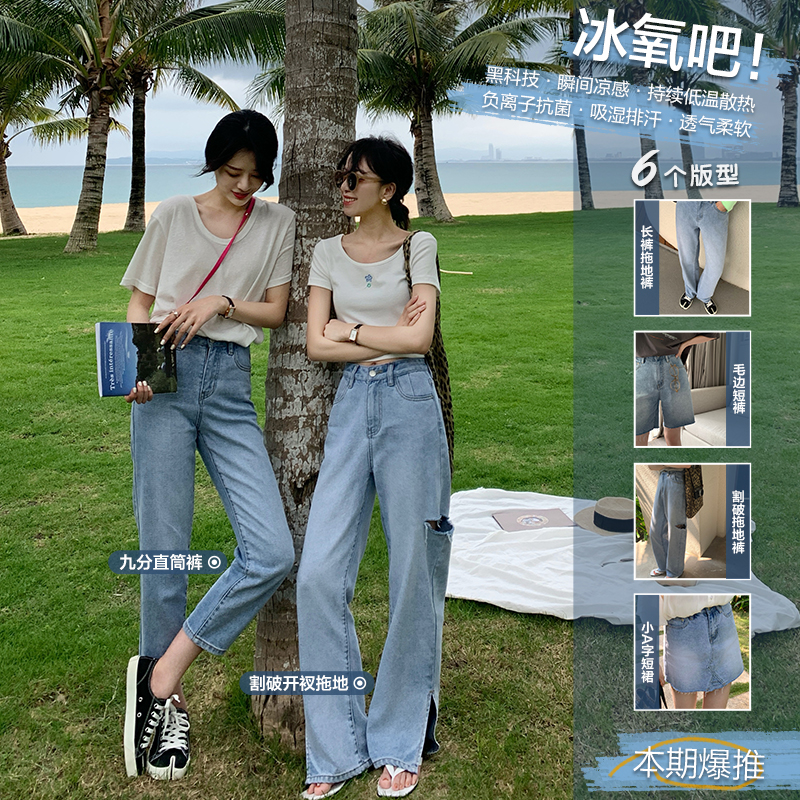 冰氧吧!
黑科技·瞬间凉感·持续低温散热
负离子抗菌·吸湿排汗·透气柔软
6个版型
长裤拖地裤
毛边短裤
割破拖地裤
小A字短裙
九分直筒裤
割破开衩拖地
本期爆推